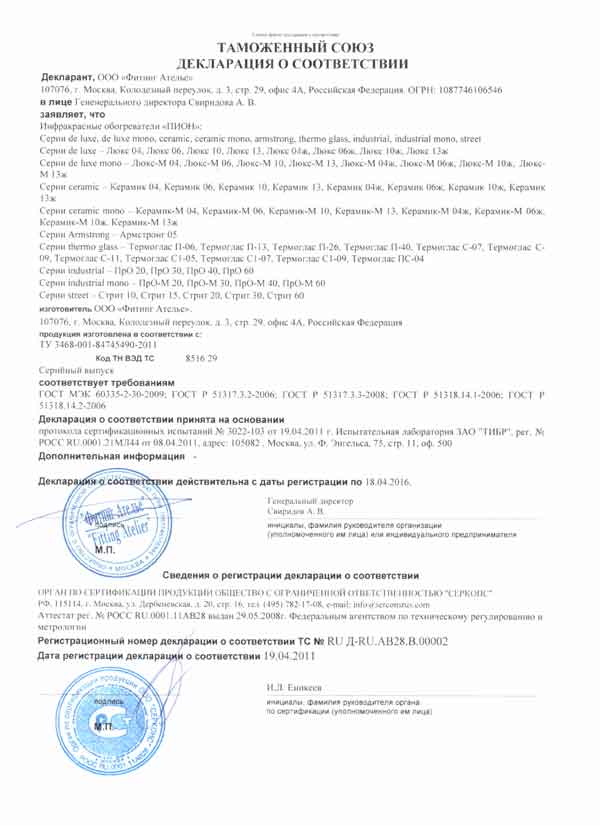 ТАМОЖЕННЫЙ СОЮЗ
ДЕКЛАРАЦИЯ О СООТВЕТСТВИИ
Декларант, ООО «Фитинг Ателье»
107076, г. Москва, Колодезный переулок, д. 3, стр. 29, офис 4А, Российская Федерация. ОГРН: 1087746106546
в лице Гененерального директора Свиридова А. В.
заявляет, что
Инфракрасные обогреватели «ПИОН»:
Серии de luxe, de luxe mono, ceramic, ceramic mono, armstrong, thermo glass, industrial, industrial mono, street
Серии de luxe – Люкс 04, Люкс 06, Люкс 10, Люкс 13, Люкс 04ж, Люкс 06ж, Люкс 10ж, Люкс 13ж
Серии de luxe mono – Люкс-М 04, Люкс-М 06, Люкс-М 10, Люкс-М 13, Люкс-М 04ж, Люкс-М 06ж, Люкс-М 10ж, Люкс-
М 13ж
Серии ceramic – Керамик 04, Керамик 06, Керамик 10, Керамик 13, Керамик 04ж, Керамик 06ж, Керамик 10ж, Керамик
13ж
Серии ceramic mono – Керамик-М 04, Керамик-М 06, Керамик-М 10, Керамик-М 13, Керамик-М 04ж, Керамик-М 06ж,
Керамик-М 10ж, Керамик-М 13ж
Серии Armstrong – Армстронг 05
Серии thermo glass – Термоглас П-06, Термоглас П-13, Термоглас П-26, Термоглас П-40, Термоглас С-07, Термоглас С-
09, Термоглас С-11, Термоглас С1-05, Термоглас С1-07, Термоглас С1-09, Термоглас ПС-04
Серии industrial – ПрО 20, ПрО 30, ПрО 40, ПрО 60
Серии industrial mono – ПрО-М 20, ПрО-М 30, ПрО-М 40, ПрО-М 60
Серии street – Стрит 10, Стрит 15, Стрит 20, Стрит 30, Стрит 60
изготовитель ООО «Фитинг Ателье».
107076, г. Москва, Колодезный переулок, д. 3, стр. 29, офис 4А, Российская Федерация
продукция изготовлена в соответствии с:
ТУ 3468-001-84745490-2011
Код ТН ВЭД ТС 8516 29
Серийный выпуск
соответствует требованиям
ГОСТ МЭК 60335-2-30-2009; ГОСТ Р 51317.3.2-2006; ГОСТ Р 51317.3.3-2008; ГОСТ Р 51318.14.1-2006; ГОСТ Р
51318.14.2-2006
Декларация о соответствии принята на основании
протокола сертификационных испытаний № 3022-103 от 19.04.2011 г. Испытательная лаборатория ЗАО "ТИБР", рег. №
РОСС RU.0001.21МЛ44 от 08.04.2011, адрес: 105082 , Москва, ул. Ф. Энгельса, 75, стр. 11, оф. 500
Дополнительная информация -
Декларация о соответствии действительна с даты регистрации по 18.04.2016.
Генеральный директор
Свиридов А. В.
"Фитинг Ателье"
подпись
"Fitting Atelier"
МОСКВА
М.П.
инициалы, фамилия руководителя организации
(уполномоченного им лица) или индивидуального предпринимателя
Сведения о регистрации декларации о соответствии
ОРГАН ПО СЕРТИФИКАЦИИ ПРОДУКЦИИ ОБЩЕСТВО С ОГРАНИЧЕННОЙ ОТВЕТСТВЕННОСТЬЮ "СЕРКОНС"
РФ, 115114, г. Москва, ул. Дербеневская, д. 20, стр. 16, тел. (495) 782-17-08, e-mail: info@serconsrus.com
Аттестат рег. № РОСС RU.0001.11АВ28 выдан 29.05.2008г. Федеральным агентством по техническому регулированию и
метрологии
Регистрационный номер декларации о соответствии ТС № RU Д-RU.АВ28.В.00002
Дата регистрации декларации о соответствии 19.04.2011
И.Д. Еникеев
подпись
М.П.
инициалы, фамилия руководителя органа
по сертификации (уполномоченного им лица)